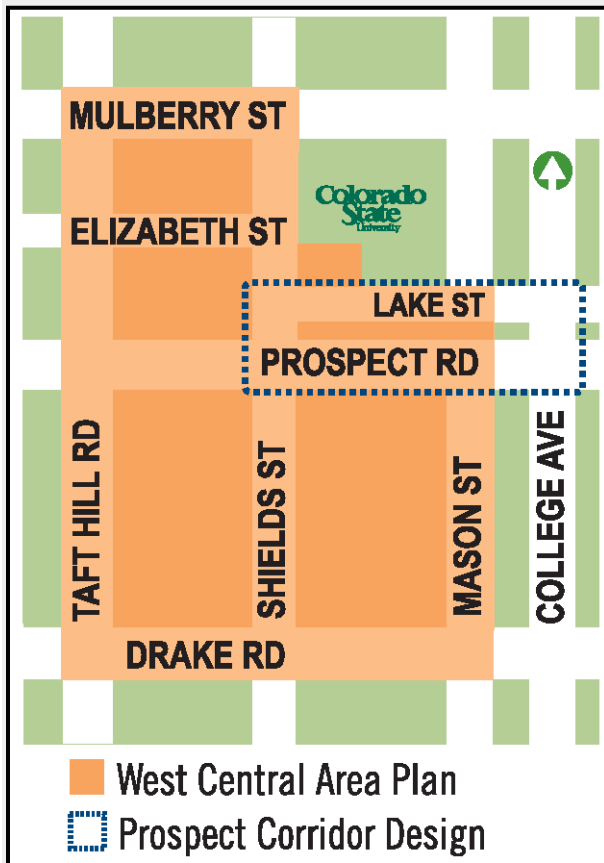 MULBERRY ST
Colorado
State
University
ELIZABETH ST
LAKE ST
PROSPECT RD
TAFT HILL RD
SHIELDS ST
MASON ST
COLLEGE AVE
DRAKE RD
West Central Area Plan
Prospect Corridor Design